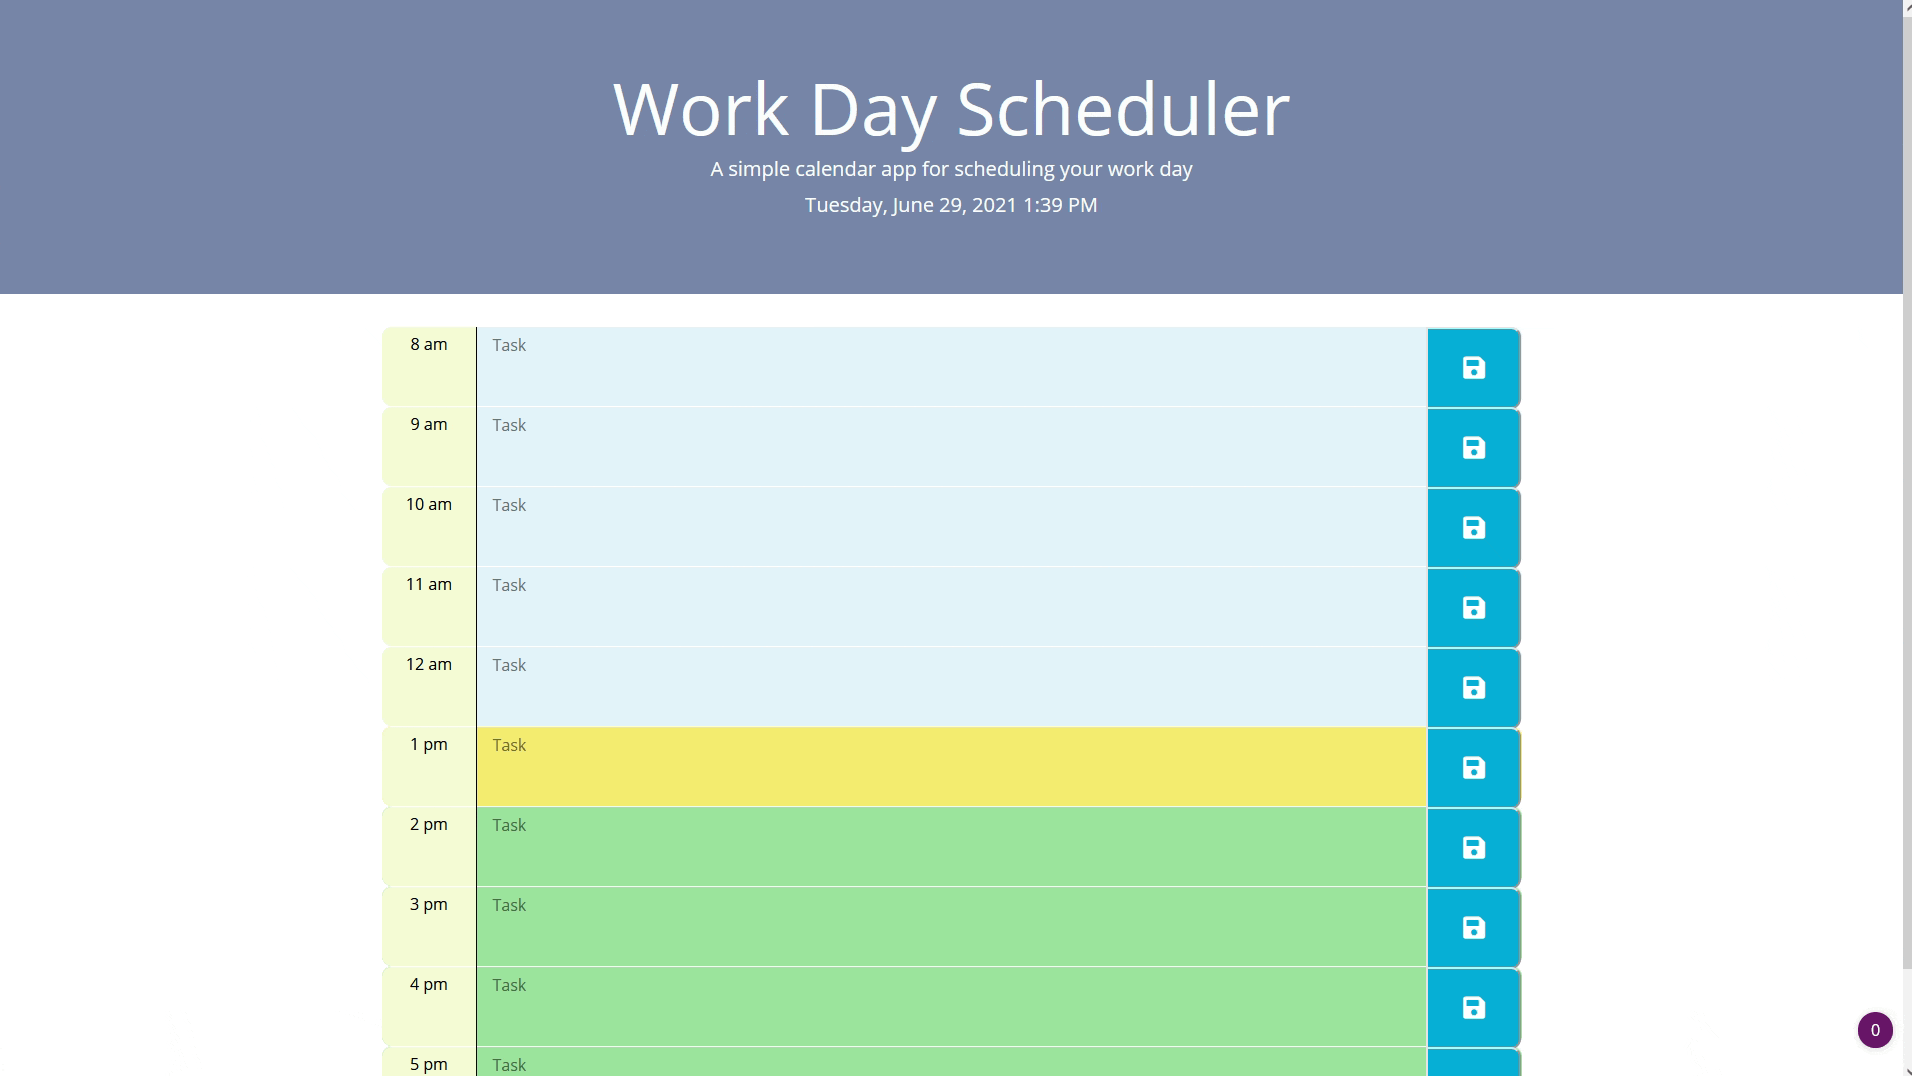 Work Day Scheduler
A simple calendar app for scheduling your work day
Tuesday, June 29, 2021 1:39 PM
8 am
Task
9 am
Task
10 am
Task
11 am
Task
12 am
Task
1 pm
Task
2 pm
Task
3 pm
Task
4 pm
Task
0
5 pm
Task